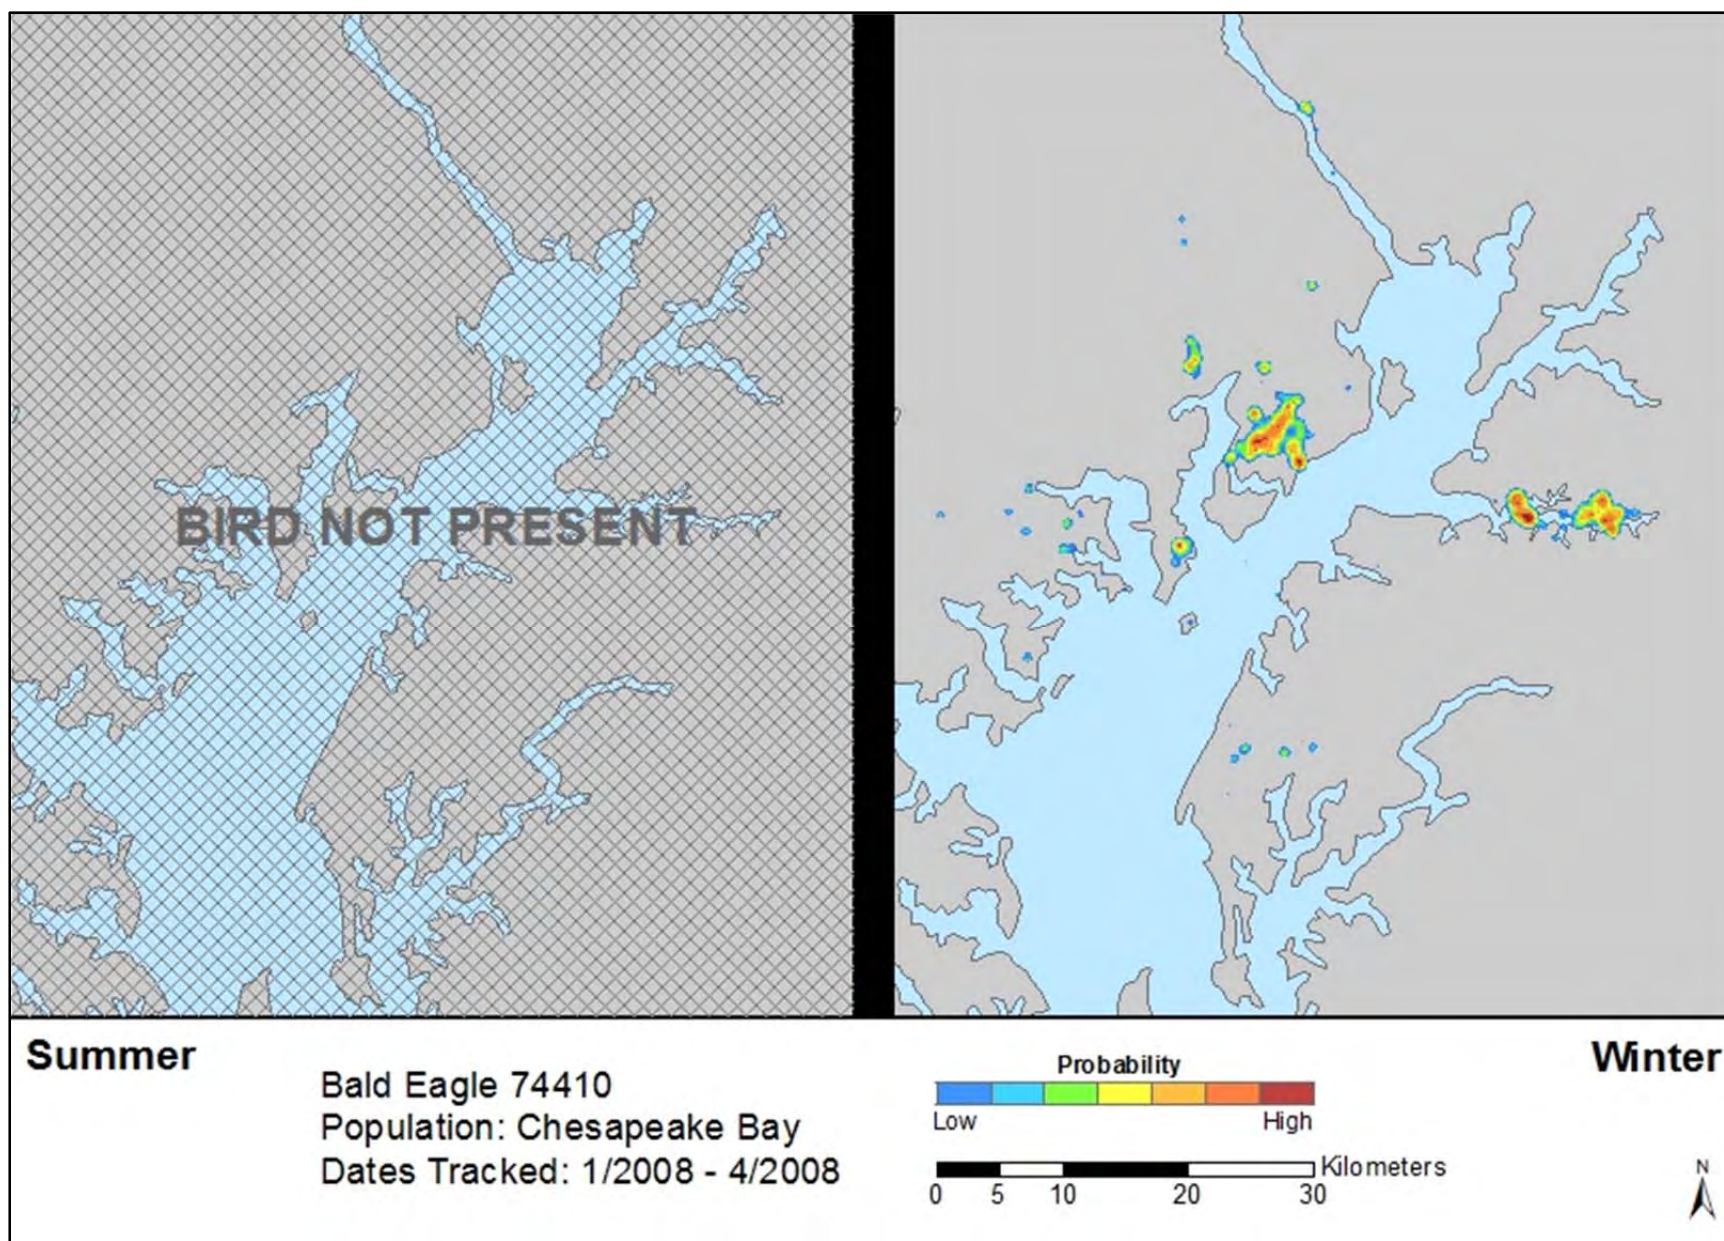 BIRD NOT PRESENT
Summer
Winter
Bald Eagle 74410
Population: Chesapeake Bay
Dates Tracked: 1/2008 - 4/2008
Probability
Low High
Kilometers
0 5 10 20 30
N